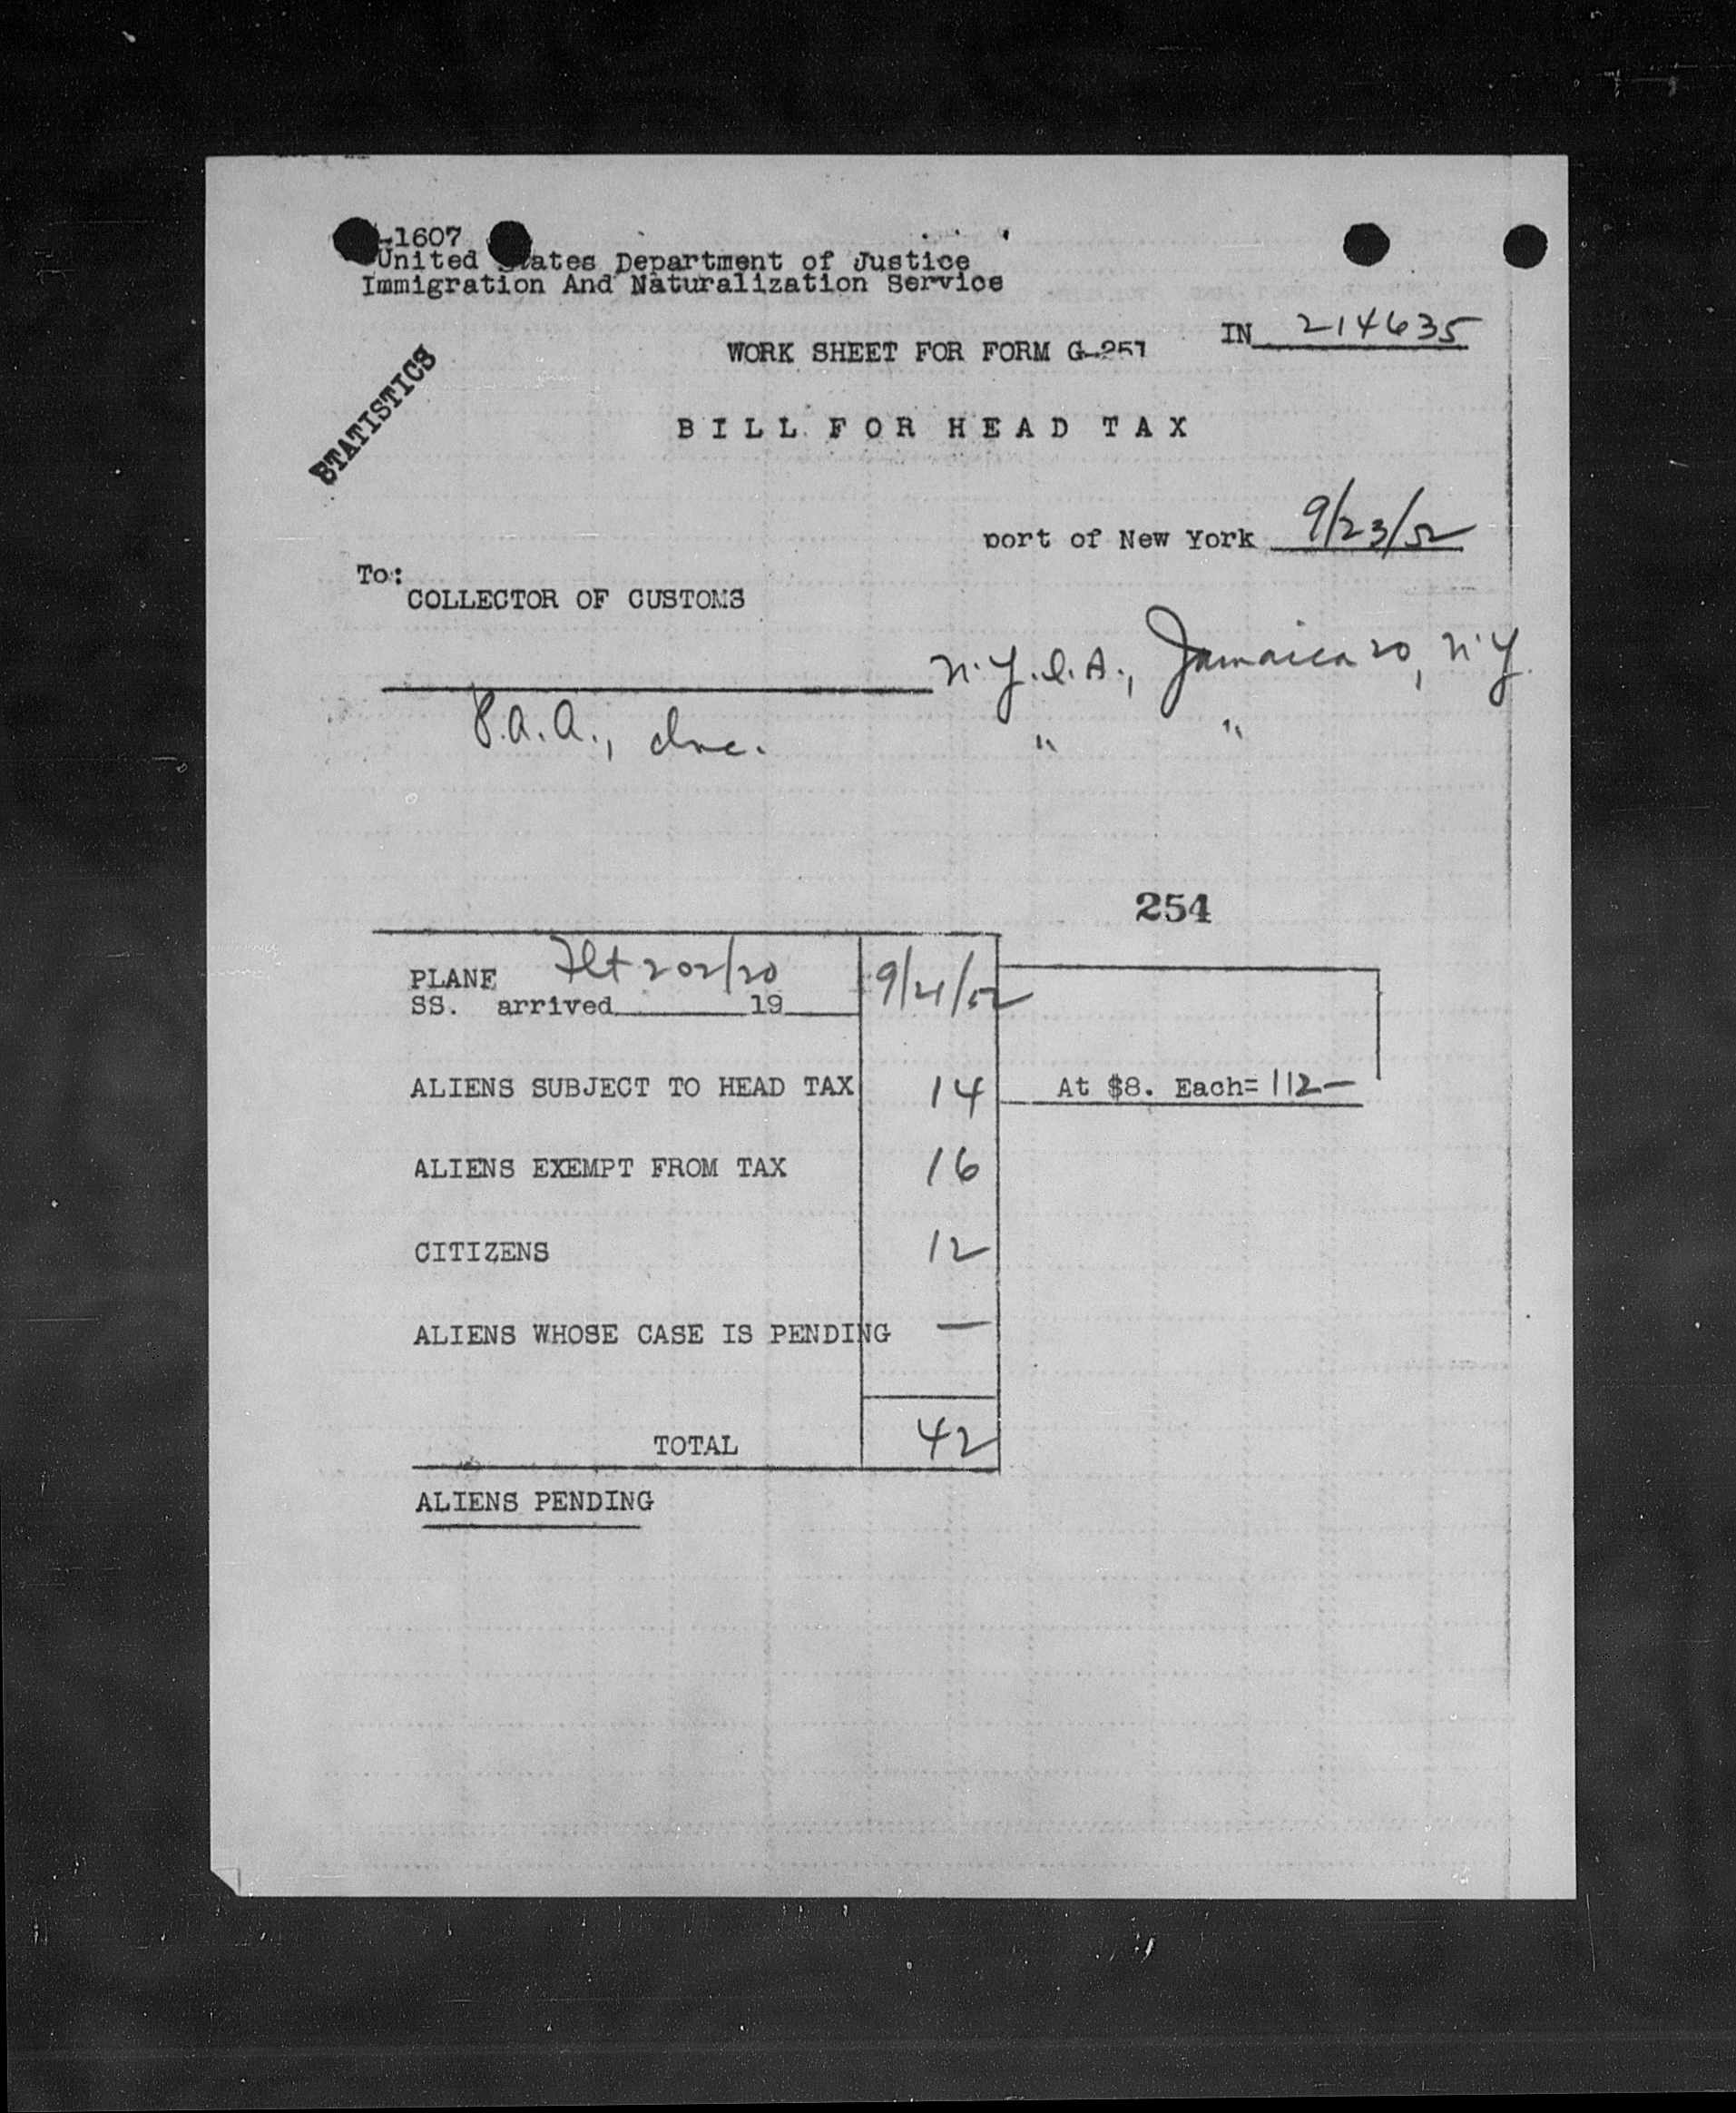 -1607
United States Department of Justice
Immigration And Naturalization Service
IN 214635
WORK SHEET FOR FORM G-251
STATISTICS
BILL FOR HEAD TAX
port of New York 9/23/52
To:
COLLECTOR OF CUSTOMS
N.Y.I.A., Jamaica 20, N.Y.
P.A.A., Inc. " "
254
PLANE Flt 202/20 9/21/52
SS. arrived 19
ALIENS SUBJECT TO HEAD TAX 14 At $8. Each= 112-
ALIENS EXEMPT FROM TAX 16
CITIZENS 12
ALIENS WHOSE CASE IS PENDING —
TOTAL 42
ALIENS PENDING